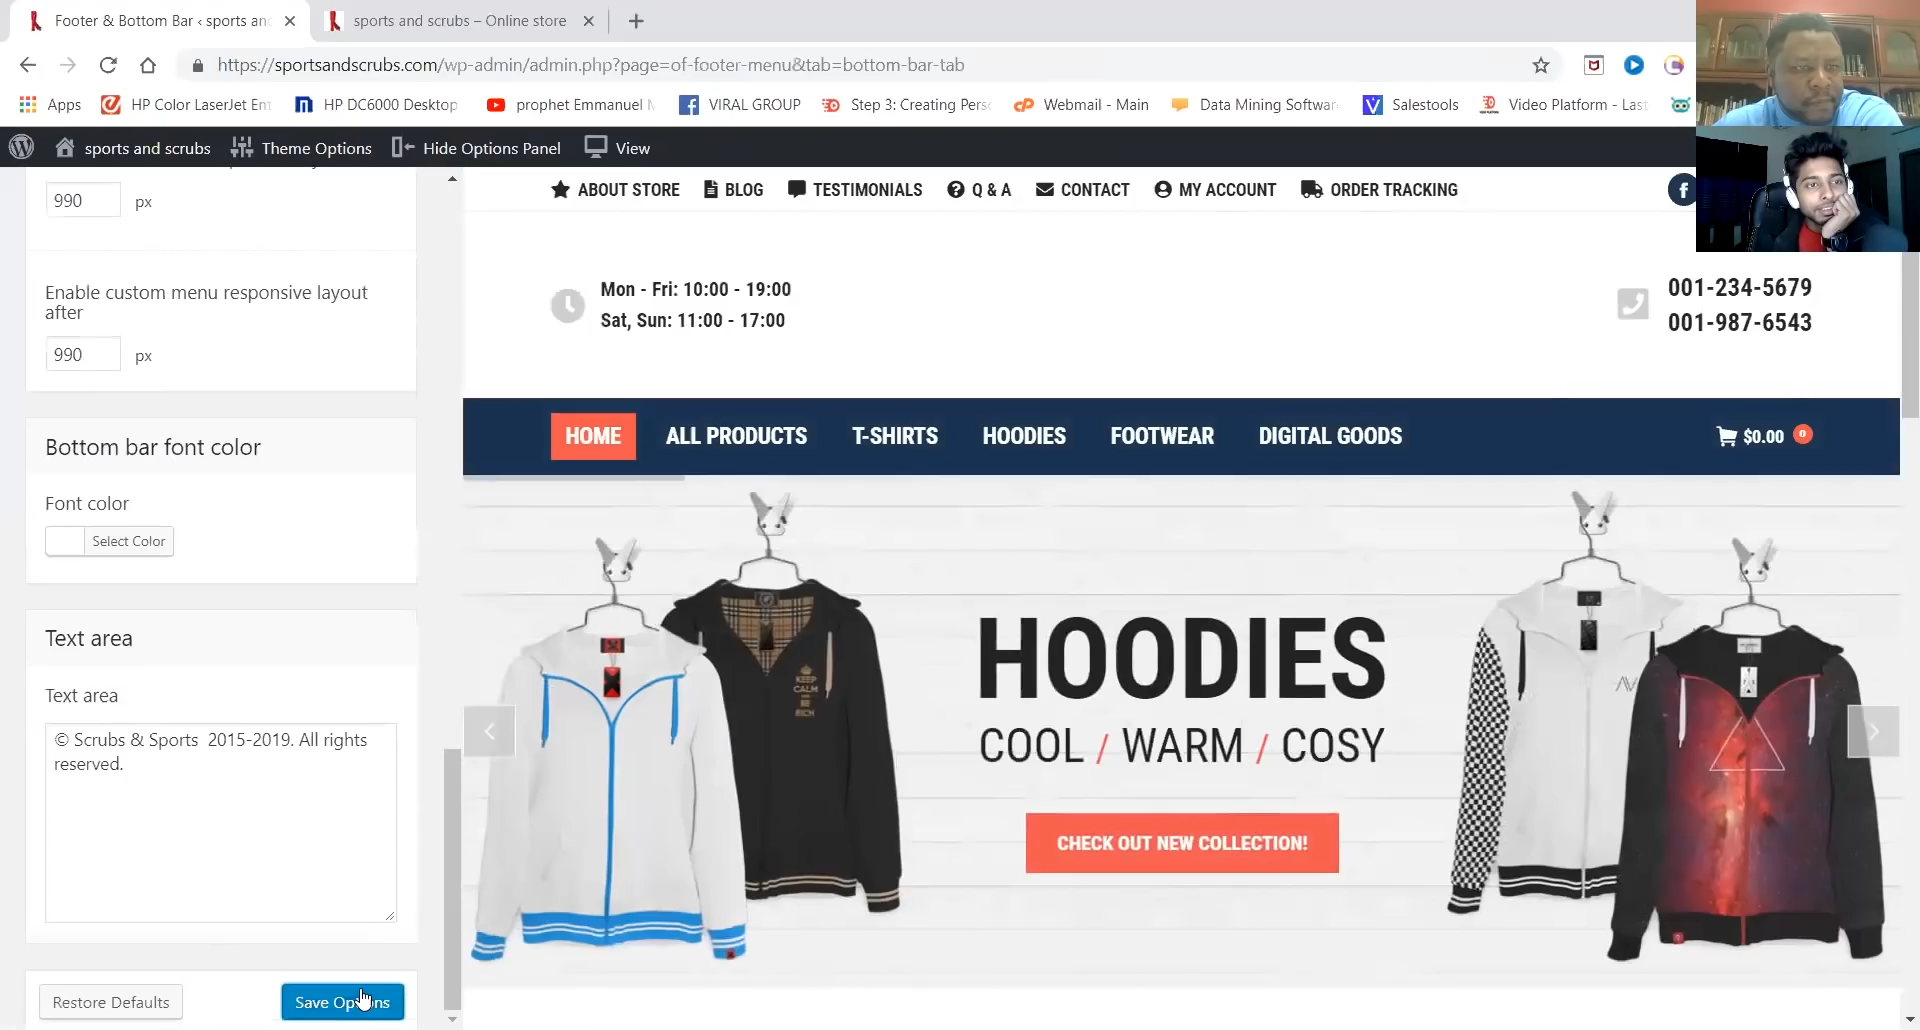 Footer & Bottom Bar ‹ sports an
sports and scrubs – Online store
https://sportsandscrubs.com/wp-admin/admin.php?page=of-footer-menu&tab=bottom-bar-tab
Apps
HP Color LaserJet En
HP DC6000 Desktop
prophet Emmanuel
VIRAL GROUP
Step 3: Creating Pers
Webmail - Main
Data Mining Softwar
Salestools
Video Platform - Last
sports and scrubs
Theme Options
Hide Options Panel
View
990 px
Enable custom menu responsive layout
after
990 px
Bottom bar font color
Font color
Select Color
Text area
Text area
© Scrubs & Sports 2015-2019. All rights
reserved.
Restore Defaults
Save Options
ABOUT STORE
BLOG
TESTIMONIALS
Q & A
CONTACT
MY ACCOUNT
ORDER TRACKING
Mon - Fri: 10:00 - 19:00
Sat, Sun: 11:00 - 17:00
001-234-5679
001-987-6543
HOME
ALL PRODUCTS
T-SHIRTS
HOODIES
FOOTWEAR
DIGITAL GOODS
$0.00 0
HOODIES
COOL / WARM / COSY
CHECK OUT NEW COLLECTION!
KEEP
CALM
AND
BE
RICH